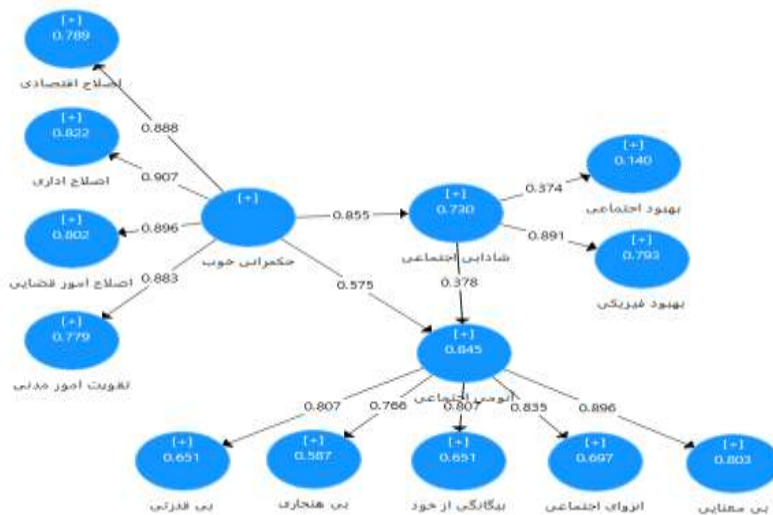 [+]
0.789
اصلاح اقتصادی
0.888
[+]
0.822
اصلاح اداری
0.907
[+]
0.802
اصلاح امور قضایی
0.896
[+]
0.779
تقویت امور مدنی
0.883
[+]
حکمرانی خوب
0.855
[+]
0.730
شادابی اجتماعی
0.374
[+]
0.140
بهبود اجتماعی
0.891
[+]
0.793
بهبود فیزیکی
0.575
0.378
[+]
0.845
آنومی اجتماعی
0.807
0.766
0.807
0.835
0.896
[+]
0.651
بی قدرتی
[+]
0.587
بی هنجاری
[+]
0.651
بیگانگی از خود
[+]
0.697
انزوای اجتماعی
[+]
0.803
بی معنایی